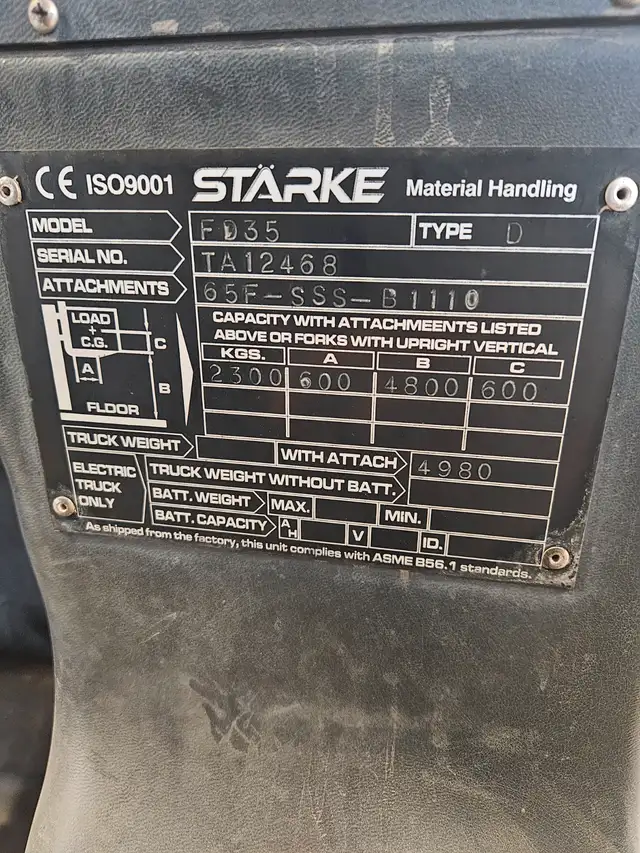 CE ISO9001 STÄRKE Material Handling
MODEL FD35 TYPE D
SERIAL NO. TA12468
ATTACHMENTS 65F-SSS-B1110
LOAD + C.G. C A B FLOOR
CAPACITY WITH ATTACHMEENTS LISTED
ABOVE OR FORKS WITH UPRIGHT VERTICAL
KGS. A B C
2300 600 4800 600
TRUCK WEIGHT WITH ATTACH 4980
ELECTRIC TRUCK ONLY
TRUCK WEIGHT WITHOUT BATT.
BATT. WEIGHT MAX. MIN.
BATT. CAPACITY AH V ID.
As shipped from the factory, this unit complies with ASME B56.1 standards.